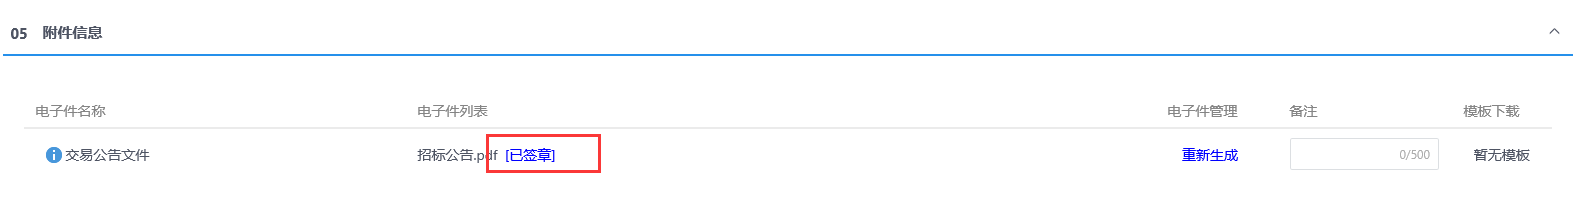 05 附件信息
电子件名称 电子件列表 电子件管理 备注 模板下载
交易公告文件 招标公告.pdf [已签章] 重新生成 0/500 暂无模板